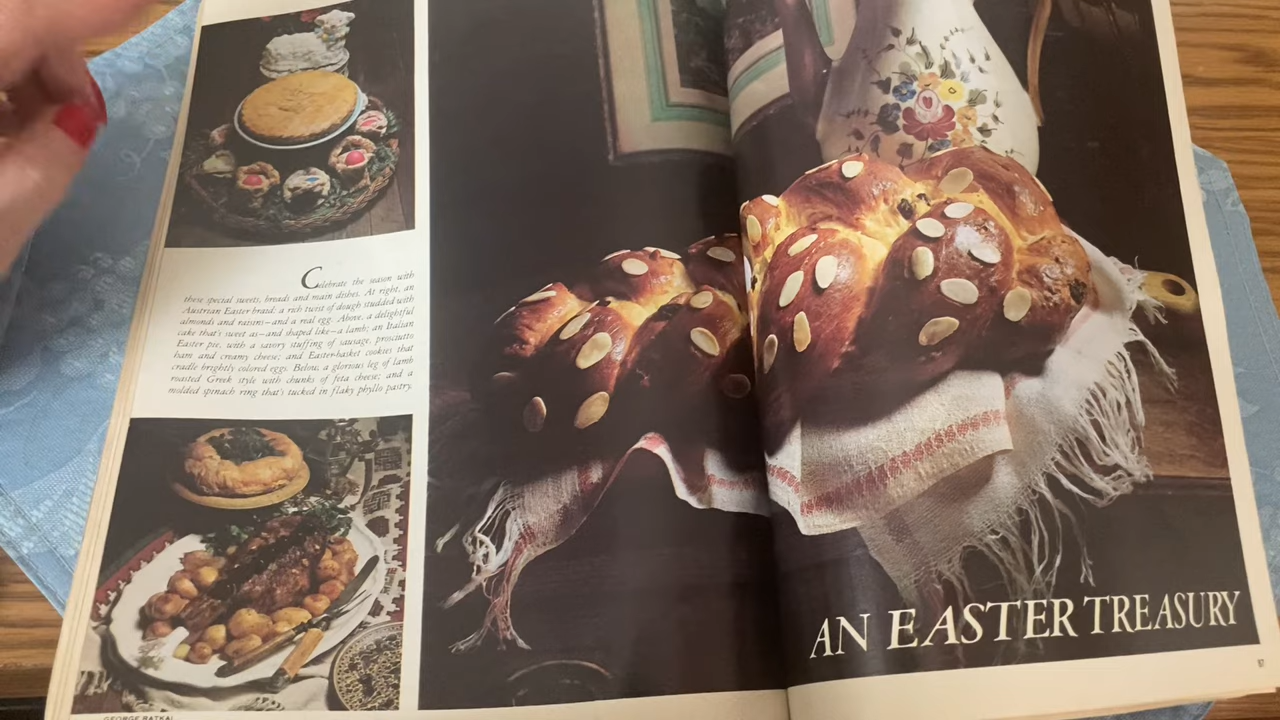 Celebrate the season with
these special sweets, breads and main dishes. At right, an
Austrian Easter braid: a rich twist of dough studded with
almonds and raisins—and a real egg. Above, a delightful
cake that's sweet as—and shaped like—a lamb; an Italian
Easter pie, with a savory stuffing of sausage, prosciutto
ham and creamy cheese; and Easter-basket cookies that
cradle brightly colored eggs. Below, a glorious leg of lamb
roasted Greek style with chunks of feta cheese; and a
molded spinach ring that's tucked in flaky phyllo pastry.
GEORGE RATKAI
AN EASTER TREASURY
87